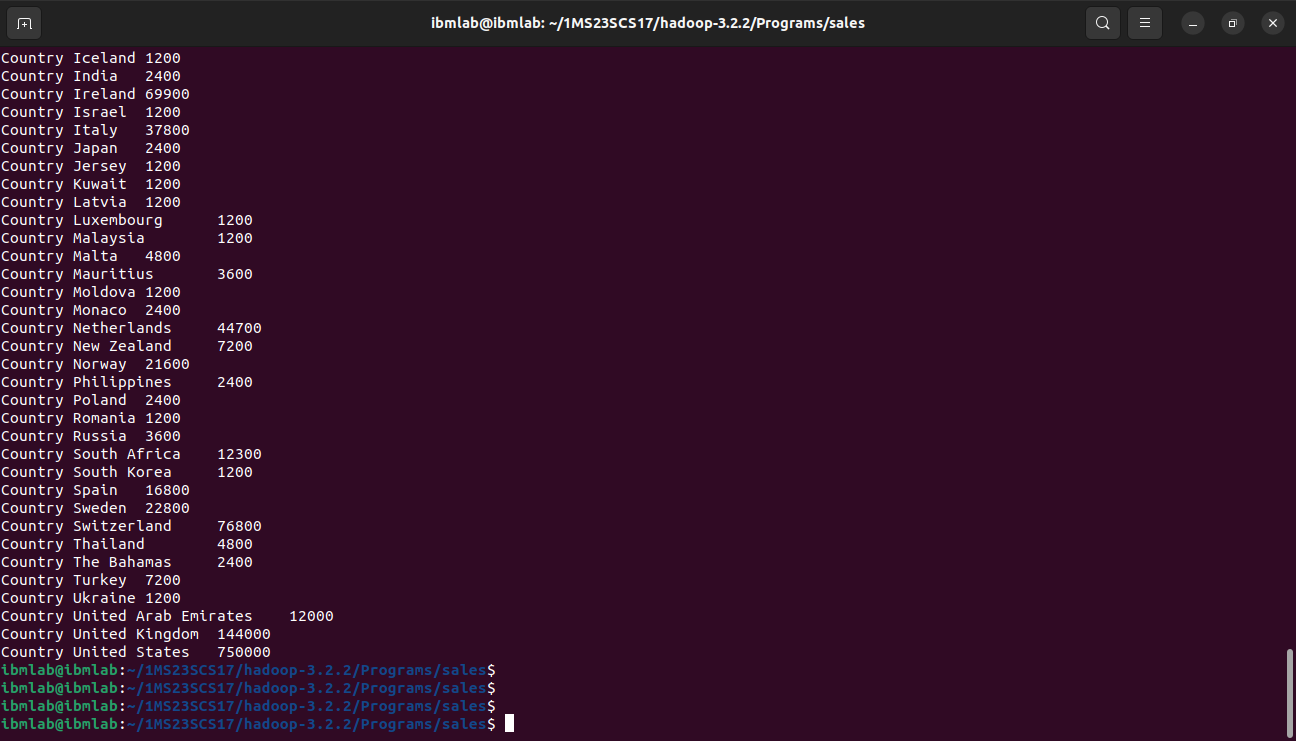 ibmlab@ibmlab: ~/1MS23SCS17/hadoop-3.2.2/Programs/sales
Country Iceland 1200
Country India   2400
Country Ireland 69900
Country Israel  1200
Country Italy   37800
Country Japan   2400
Country Jersey  1200
Country Kuwait  1200
Country Latvia  1200
Country Luxembourg      1200
Country Malaysia        1200
Country Malta   4800
Country Mauritius       3600
Country Moldova 1200
Country Monaco  2400
Country Netherlands     44700
Country New Zealand     7200
Country Norway  21600
Country Philippines     2400
Country Poland  2400
Country Romania 1200
Country Russia  3600
Country South Africa    12300
Country South Korea     1200
Country Spain   16800
Country Sweden  22800
Country Switzerland     76800
Country Thailand        4800
Country The Bahamas     2400
Country Turkey  7200
Country Ukraine 1200
Country United Arab Emirates    12000
Country United Kingdom  144000
Country United States   750000
ibmlab@ibmlab:~/1MS23SCS17/hadoop-3.2.2/Programs/sales$
ibmlab@ibmlab:~/1MS23SCS17/hadoop-3.2.2/Programs/sales$
ibmlab@ibmlab:~/1MS23SCS17/hadoop-3.2.2/Programs/sales$
ibmlab@ibmlab:~/1MS23SCS17/hadoop-3.2.2/Programs/sales$